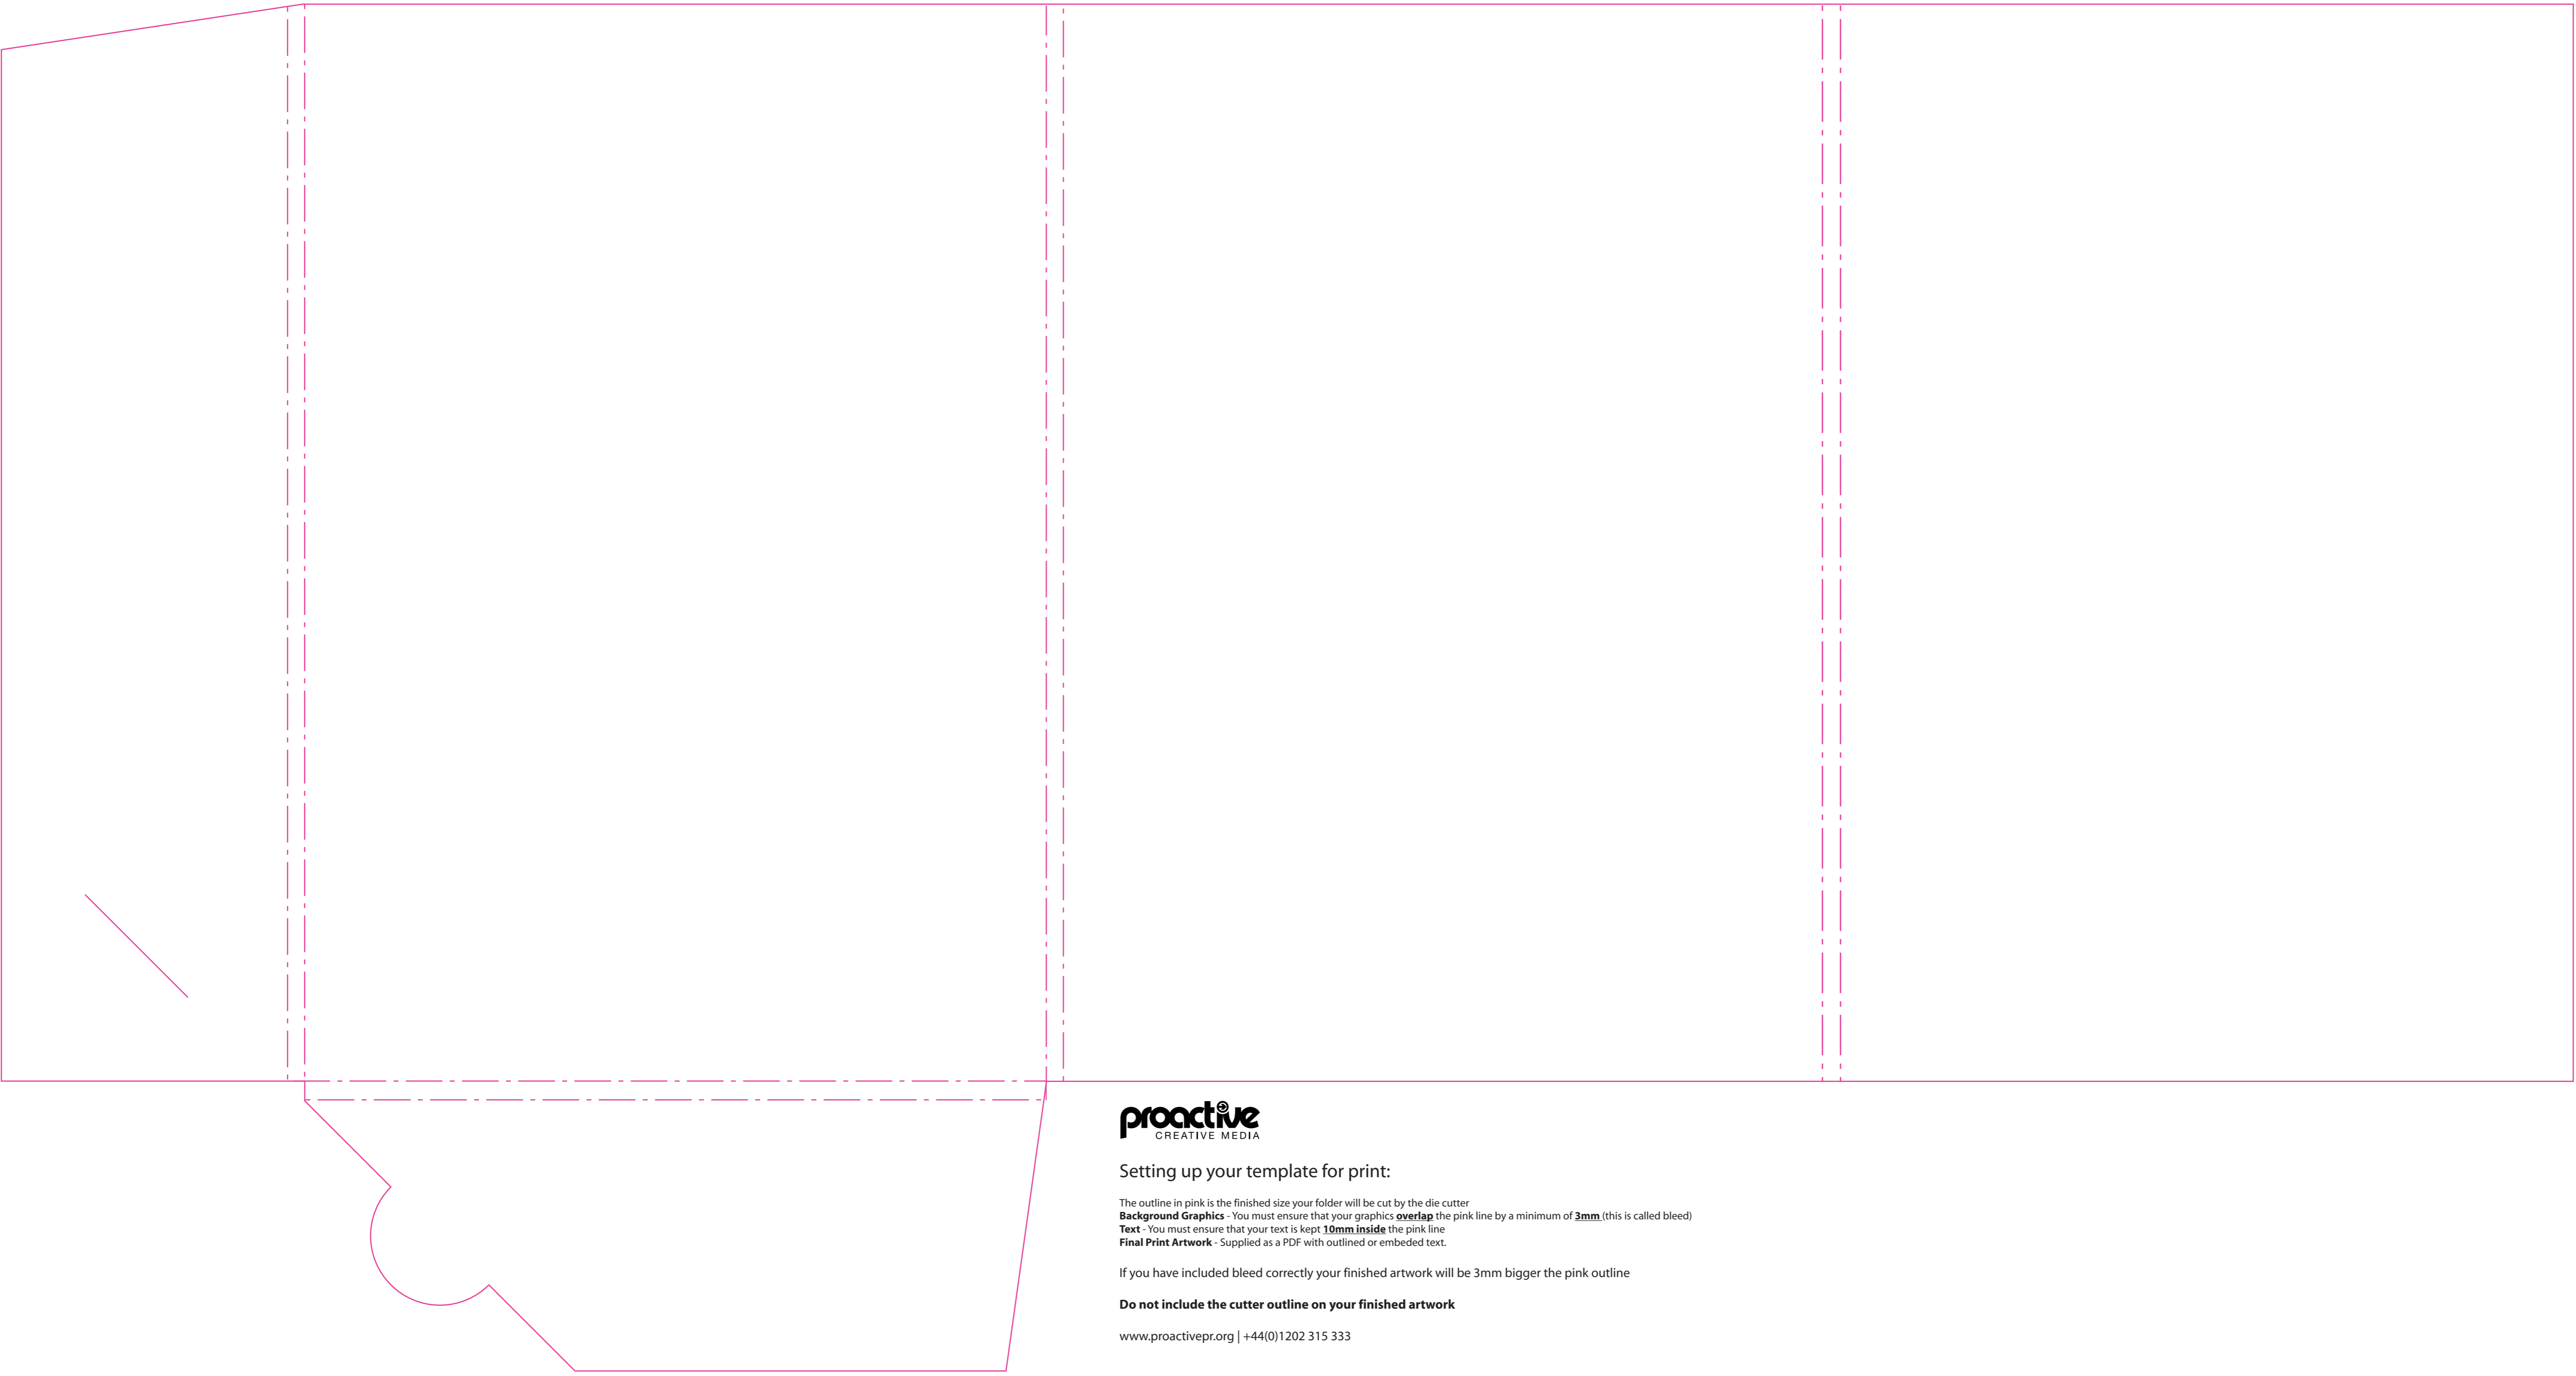 proactive
CREATIVE MEDIA
Setting up your template for print:
The outline in pink is the finished size your folder will be cut by the die cutter
Background Graphics - You must ensure that your graphics overlap the pink line by a minimum of 3mm (this is called bleed)
Text - You must ensure that your text is kept 10mm inside the pink line
Final Print Artwork - Supplied as a PDF with outlined or embeded text.
If you have included bleed correctly your finished artwork will be 3mm bigger the pink outline
Do not include the cutter outline on your finished artwork
www.proactivepr.org | +44(0)1202 315 333